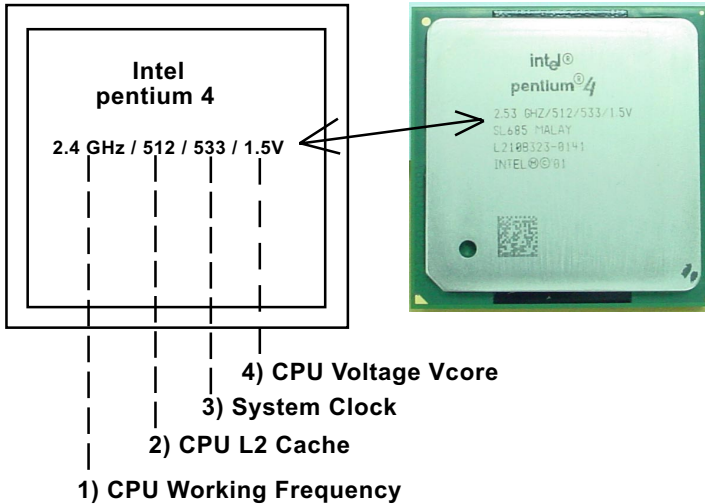 Intel
pentium 4
2.4 GHz / 512 / 533 / 1.5V
intel®
pentium®4
2.53 GHZ/512/533/1.5V
SL685 MALAY
L210B323-0141
INTEL®©'01
4) CPU Voltage Vcore
3) System Clock
2) CPU L2 Cache
1) CPU Working Frequency